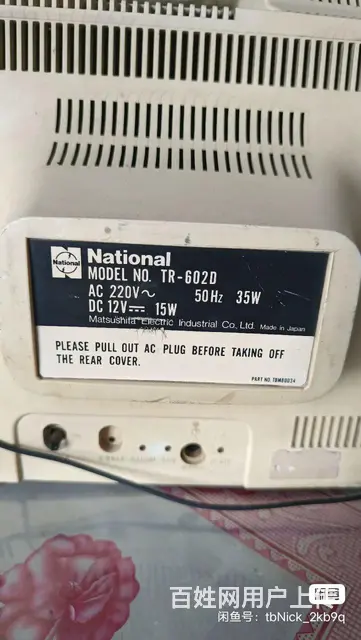 National
National
MODEL NO. TR-602D
AC 220V～ 50Hz 35W
DC 12V⎓ 15W
Matsushita Electric Industrial Co., Ltd. Made in Japan
PLEASE PULL OUT AC PLUG BEFORE TAKING OFF
THE REAR COVER.
PART NO. TBM80034
百姓网用户上传
闲鱼号：tbNick_2kb9q